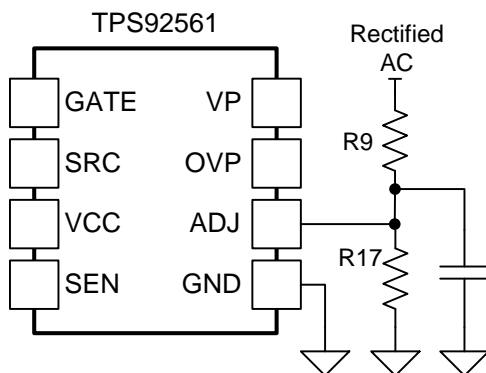 TPS92561
Rectified
AC
GATE VP
R9
SRC OVP
VCC ADJ
R17
SEN GND